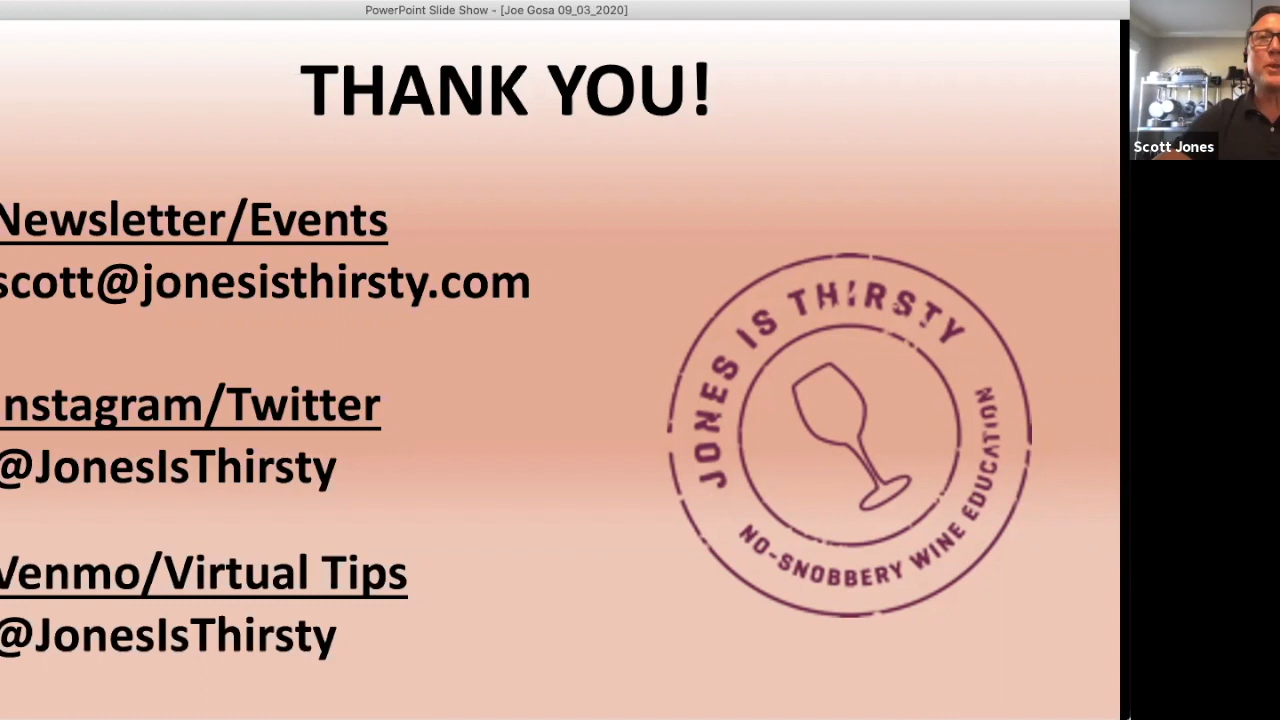 PowerPoint Slide Show - [Joe Gosa 09_03_2020]
THANK YOU!
Scott Jones
Newsletter/Events
scott@jonesisthirsty.com
JONES IS THIRSTY
NO-SNOBBERY WINE EDUCATION
nstagram/Twitter
@JonesIsThirsty
Venmo/Virtual Tips
@JonesIsThirsty